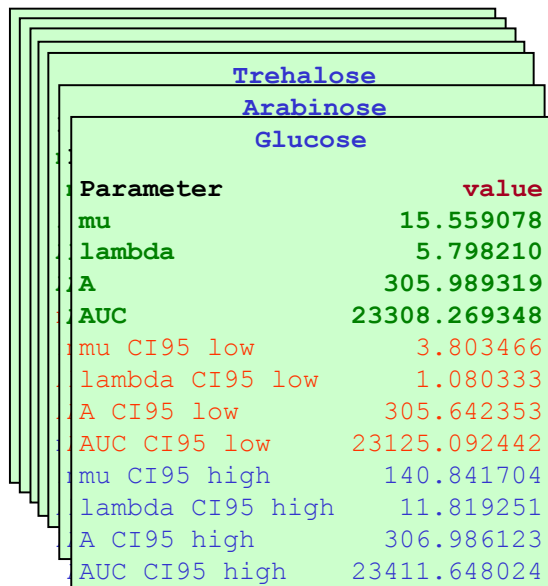 Trehalose
Arabinose
Glucose
Parameter value
mu 15.559078
lambda 5.798210
A 305.989319
AUC 23308.269348
mu CI95 low 3.803466
lambda CI95 low 1.080333
A CI95 low 305.642353
AUC CI95 low 23125.092442
mu CI95 high 140.841704
lambda CI95 high 11.819251
A CI95 high 306.986123
AUC CI95 high 23411.648024